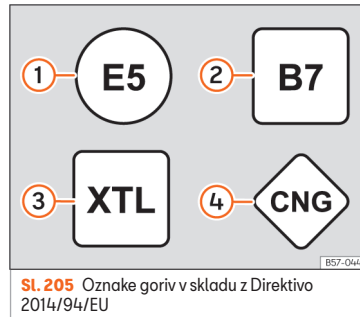 1 E5
2 B7
3 XTL
4 CNG
B57-044
Sl. 205 Oznake goriv v skladu z Direktivo
2014/94/EU